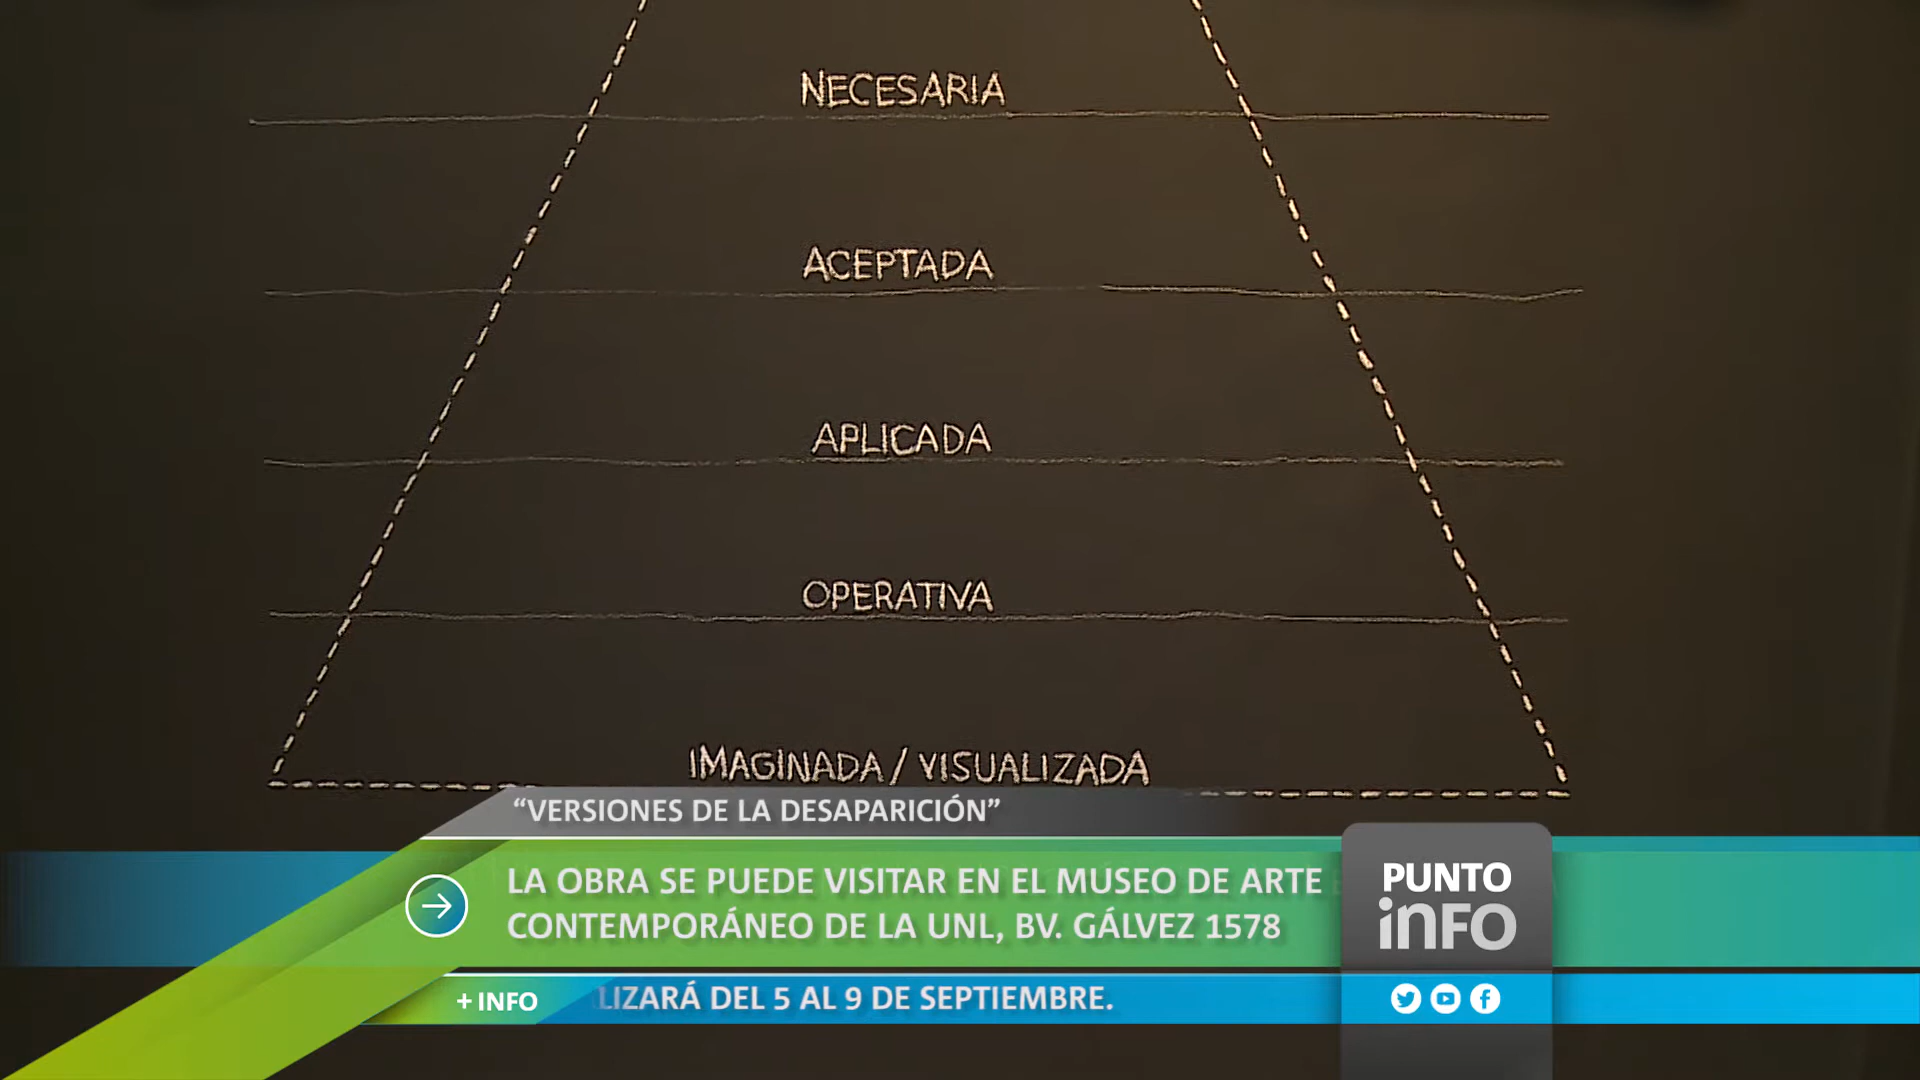 NECESARIA
ACEPTADA
APLICADA
OPERATIVA
IMAGINADA / VISUALIZADA
“VERSIONES DE LA DESAPARICIÓN”
LA OBRA SE PUEDE VISITAR EN EL MUSEO DE ARTE
CONTEMPORÁNEO DE LA UNL, BV. GÁLVEZ 1578
PUNTO
iNFO
+ INFO
LIZARÁ DEL 5 AL 9 DE SEPTIEMBRE.